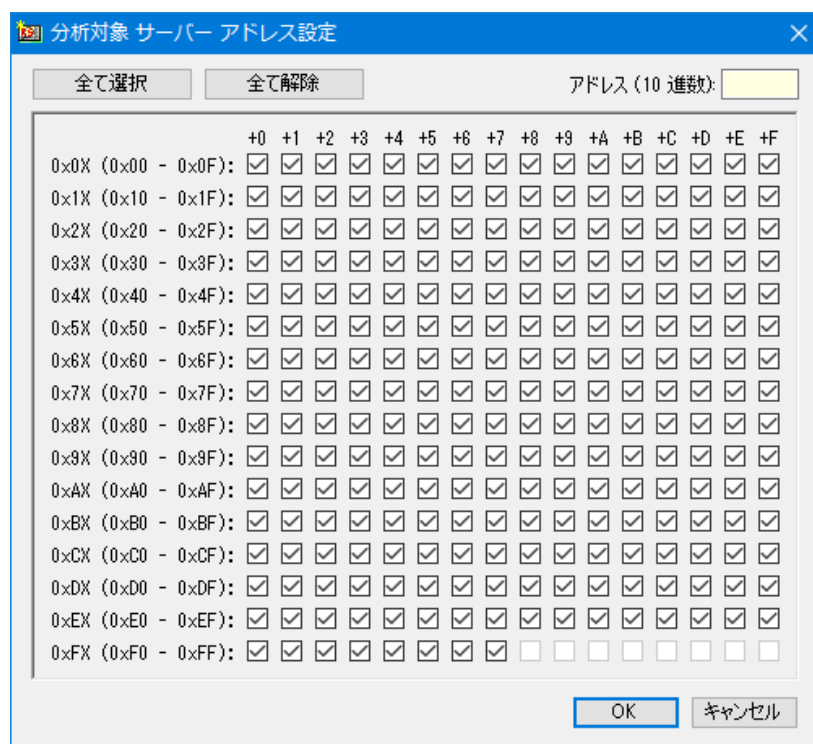 分析対象 サーバー アドレス設定
全て選択 全て解除 アドレス (10 進数):
+0 +1 +2 +3 +4 +5 +6 +7 +8 +9 +A +B +C +D +E +F
0x0X (0x00 - 0x0F):
0x1X (0x10 - 0x1F):
0x2X (0x20 - 0x2F):
0x3X (0x30 - 0x3F):
0x4X (0x40 - 0x4F):
0x5X (0x50 - 0x5F):
0x6X (0x60 - 0x6F):
0x7X (0x70 - 0x7F):
0x8X (0x80 - 0x8F):
0x9X (0x90 - 0x9F):
0xAX (0xA0 - 0xAF):
0xBX (0xB0 - 0xBF):
0xCX (0xC0 - 0xCF):
0xDX (0xD0 - 0xDF):
0xEX (0xE0 - 0xEF):
0xFX (0xF0 - 0xFF):
OK キャンセル